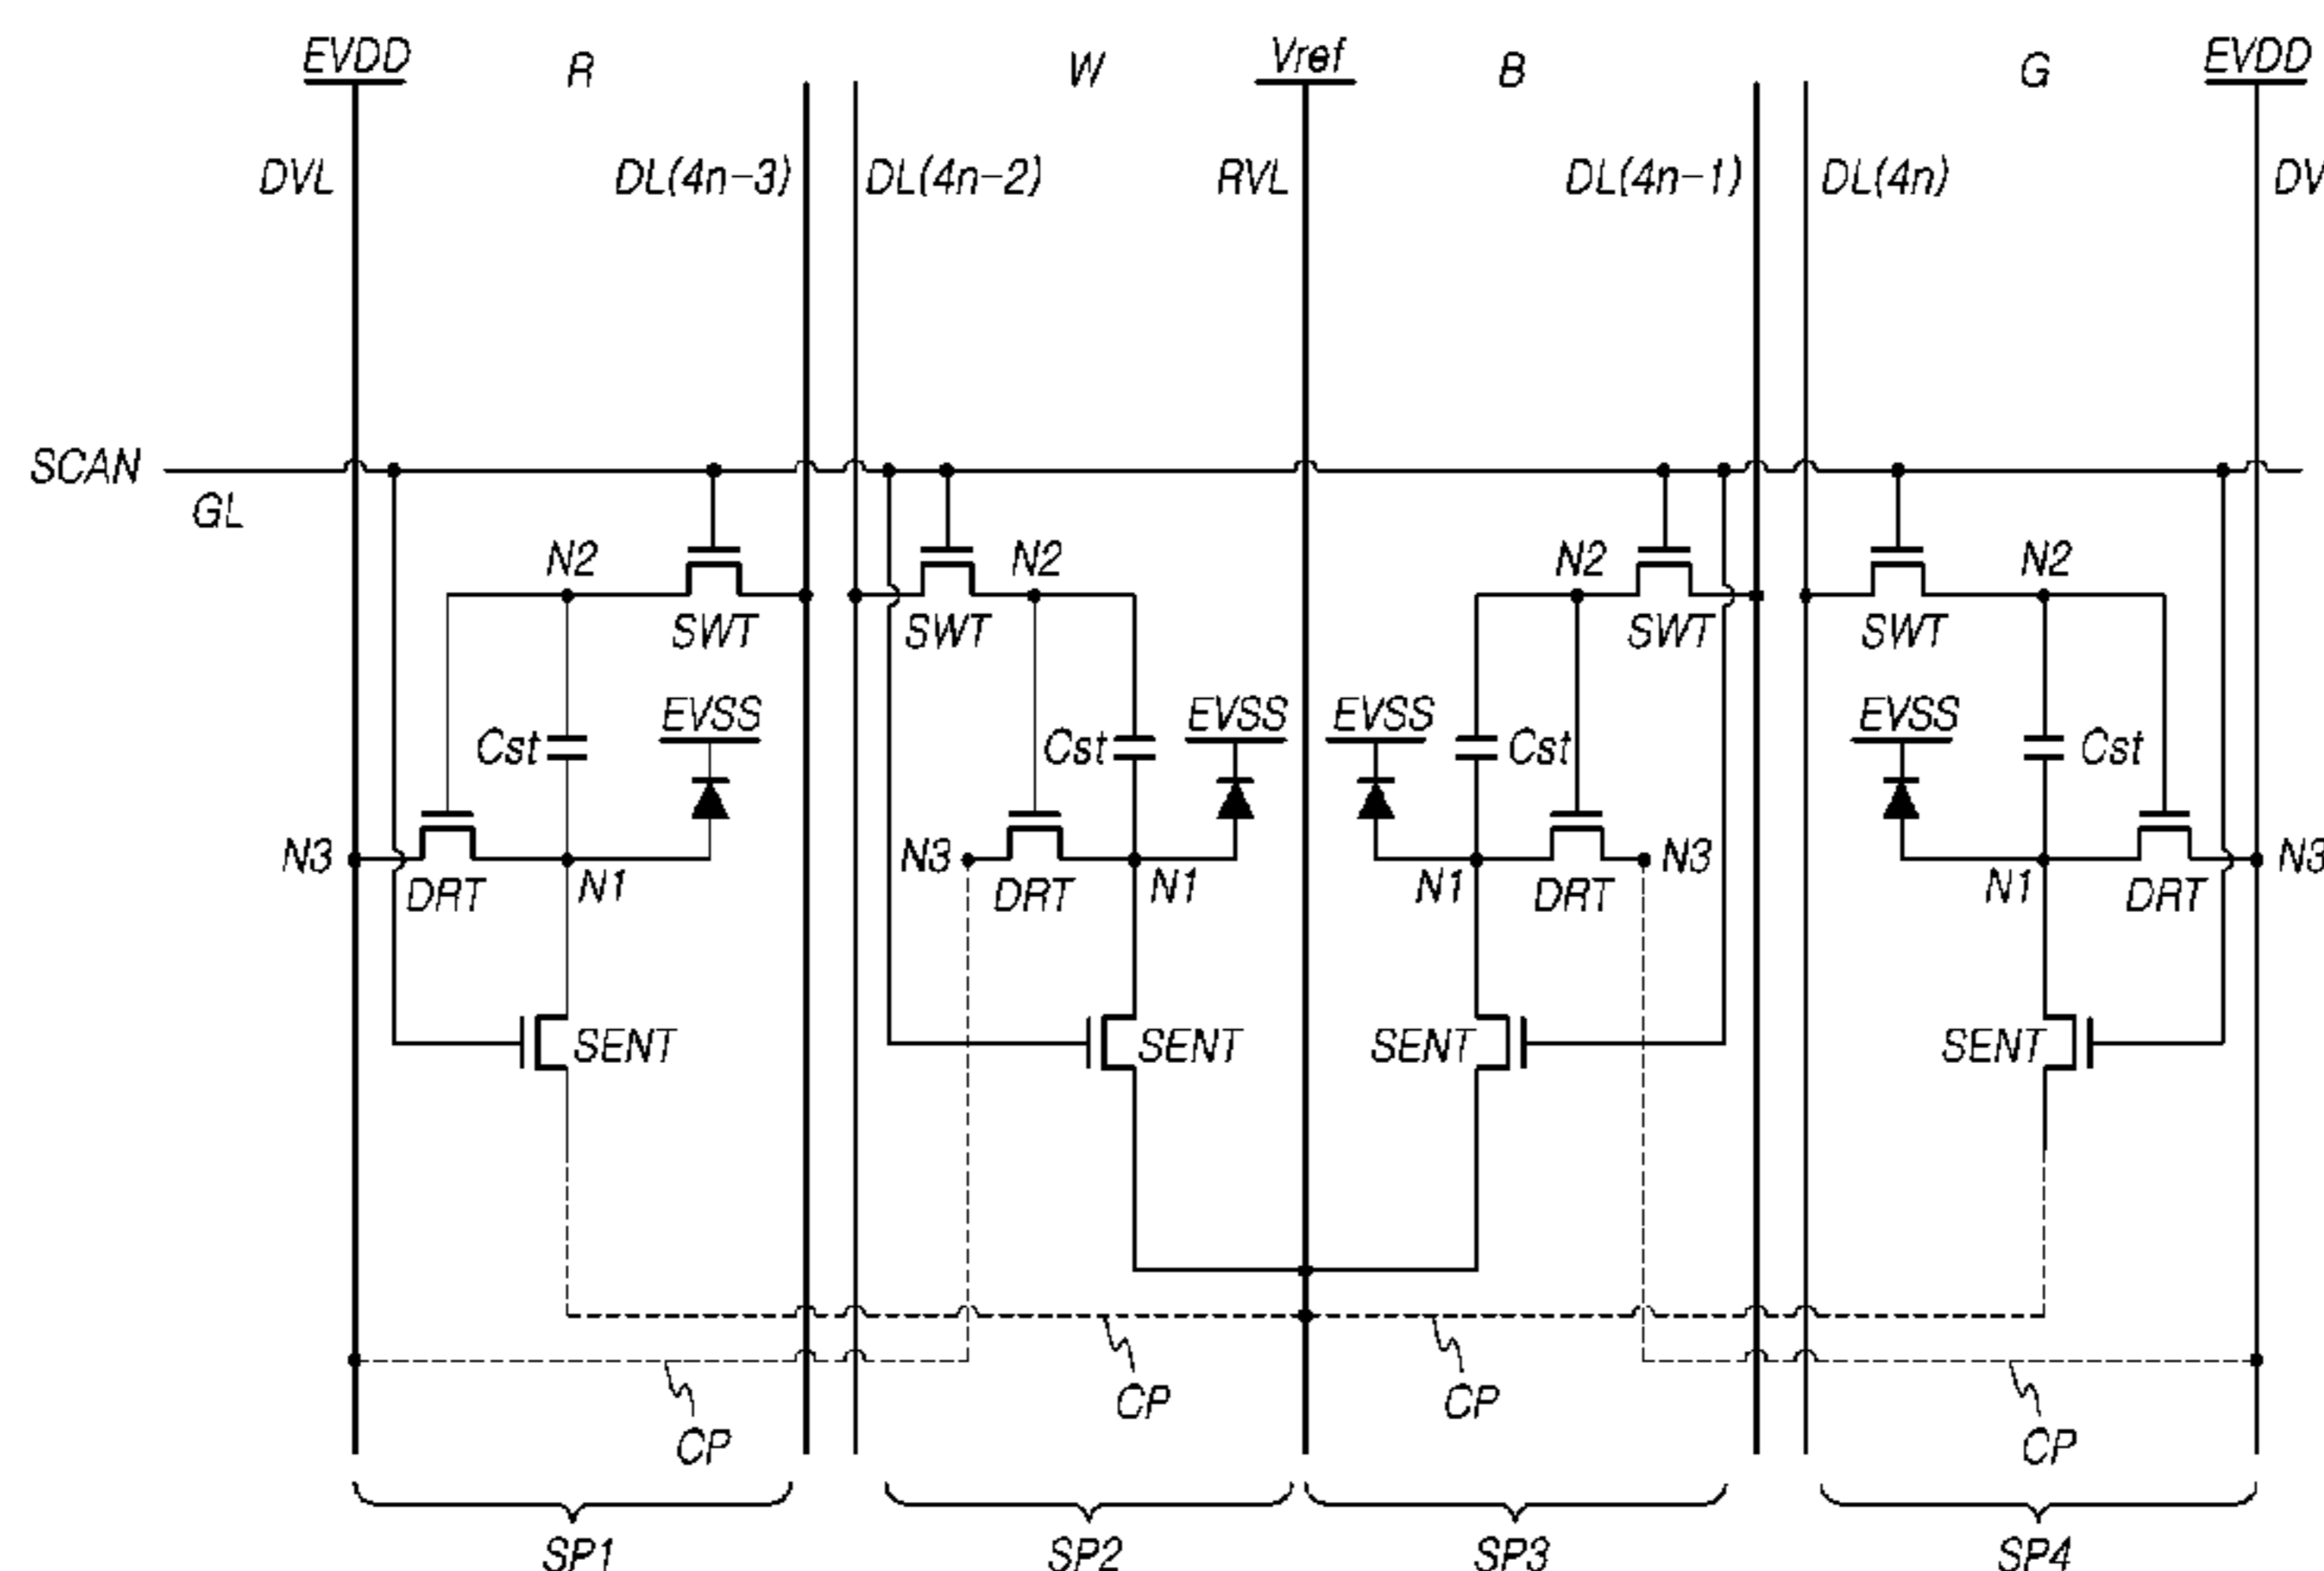 EVDD R W Vref B G EVDD
DVL DL(4n-3) DL(4n-2) RVL DL(4n-1) DL(4n) DV
SCAN
GL
N2 N2 N2 N2
SWT SWT SWT SWT
EVSS EVSS EVSS EVSS
Cst Cst Cst Cst
N3 N3 N3 N3
DRT N1 DRT N1 N1 DRT N1 DRT
SENT SENT SENT SENT
CP CP
CP CP
SP1 SP2 SP3 SP4